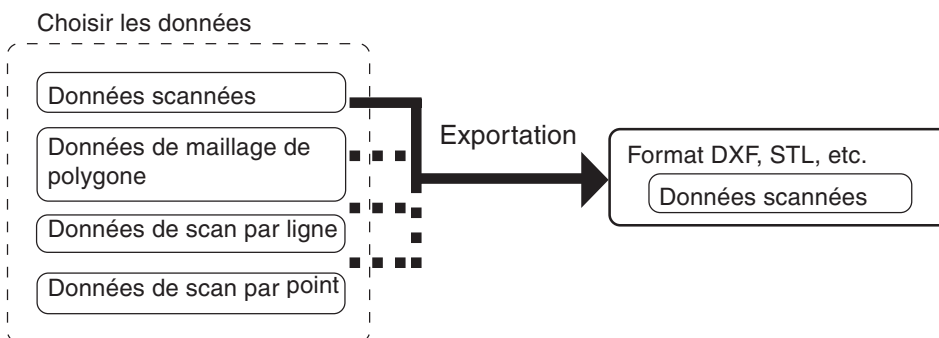 Choisir les données
Données scannées
Données de maillage de
polygone
Données de scan par ligne
Données de scan par point
Exportation
Format DXF, STL, etc.
Données scannées